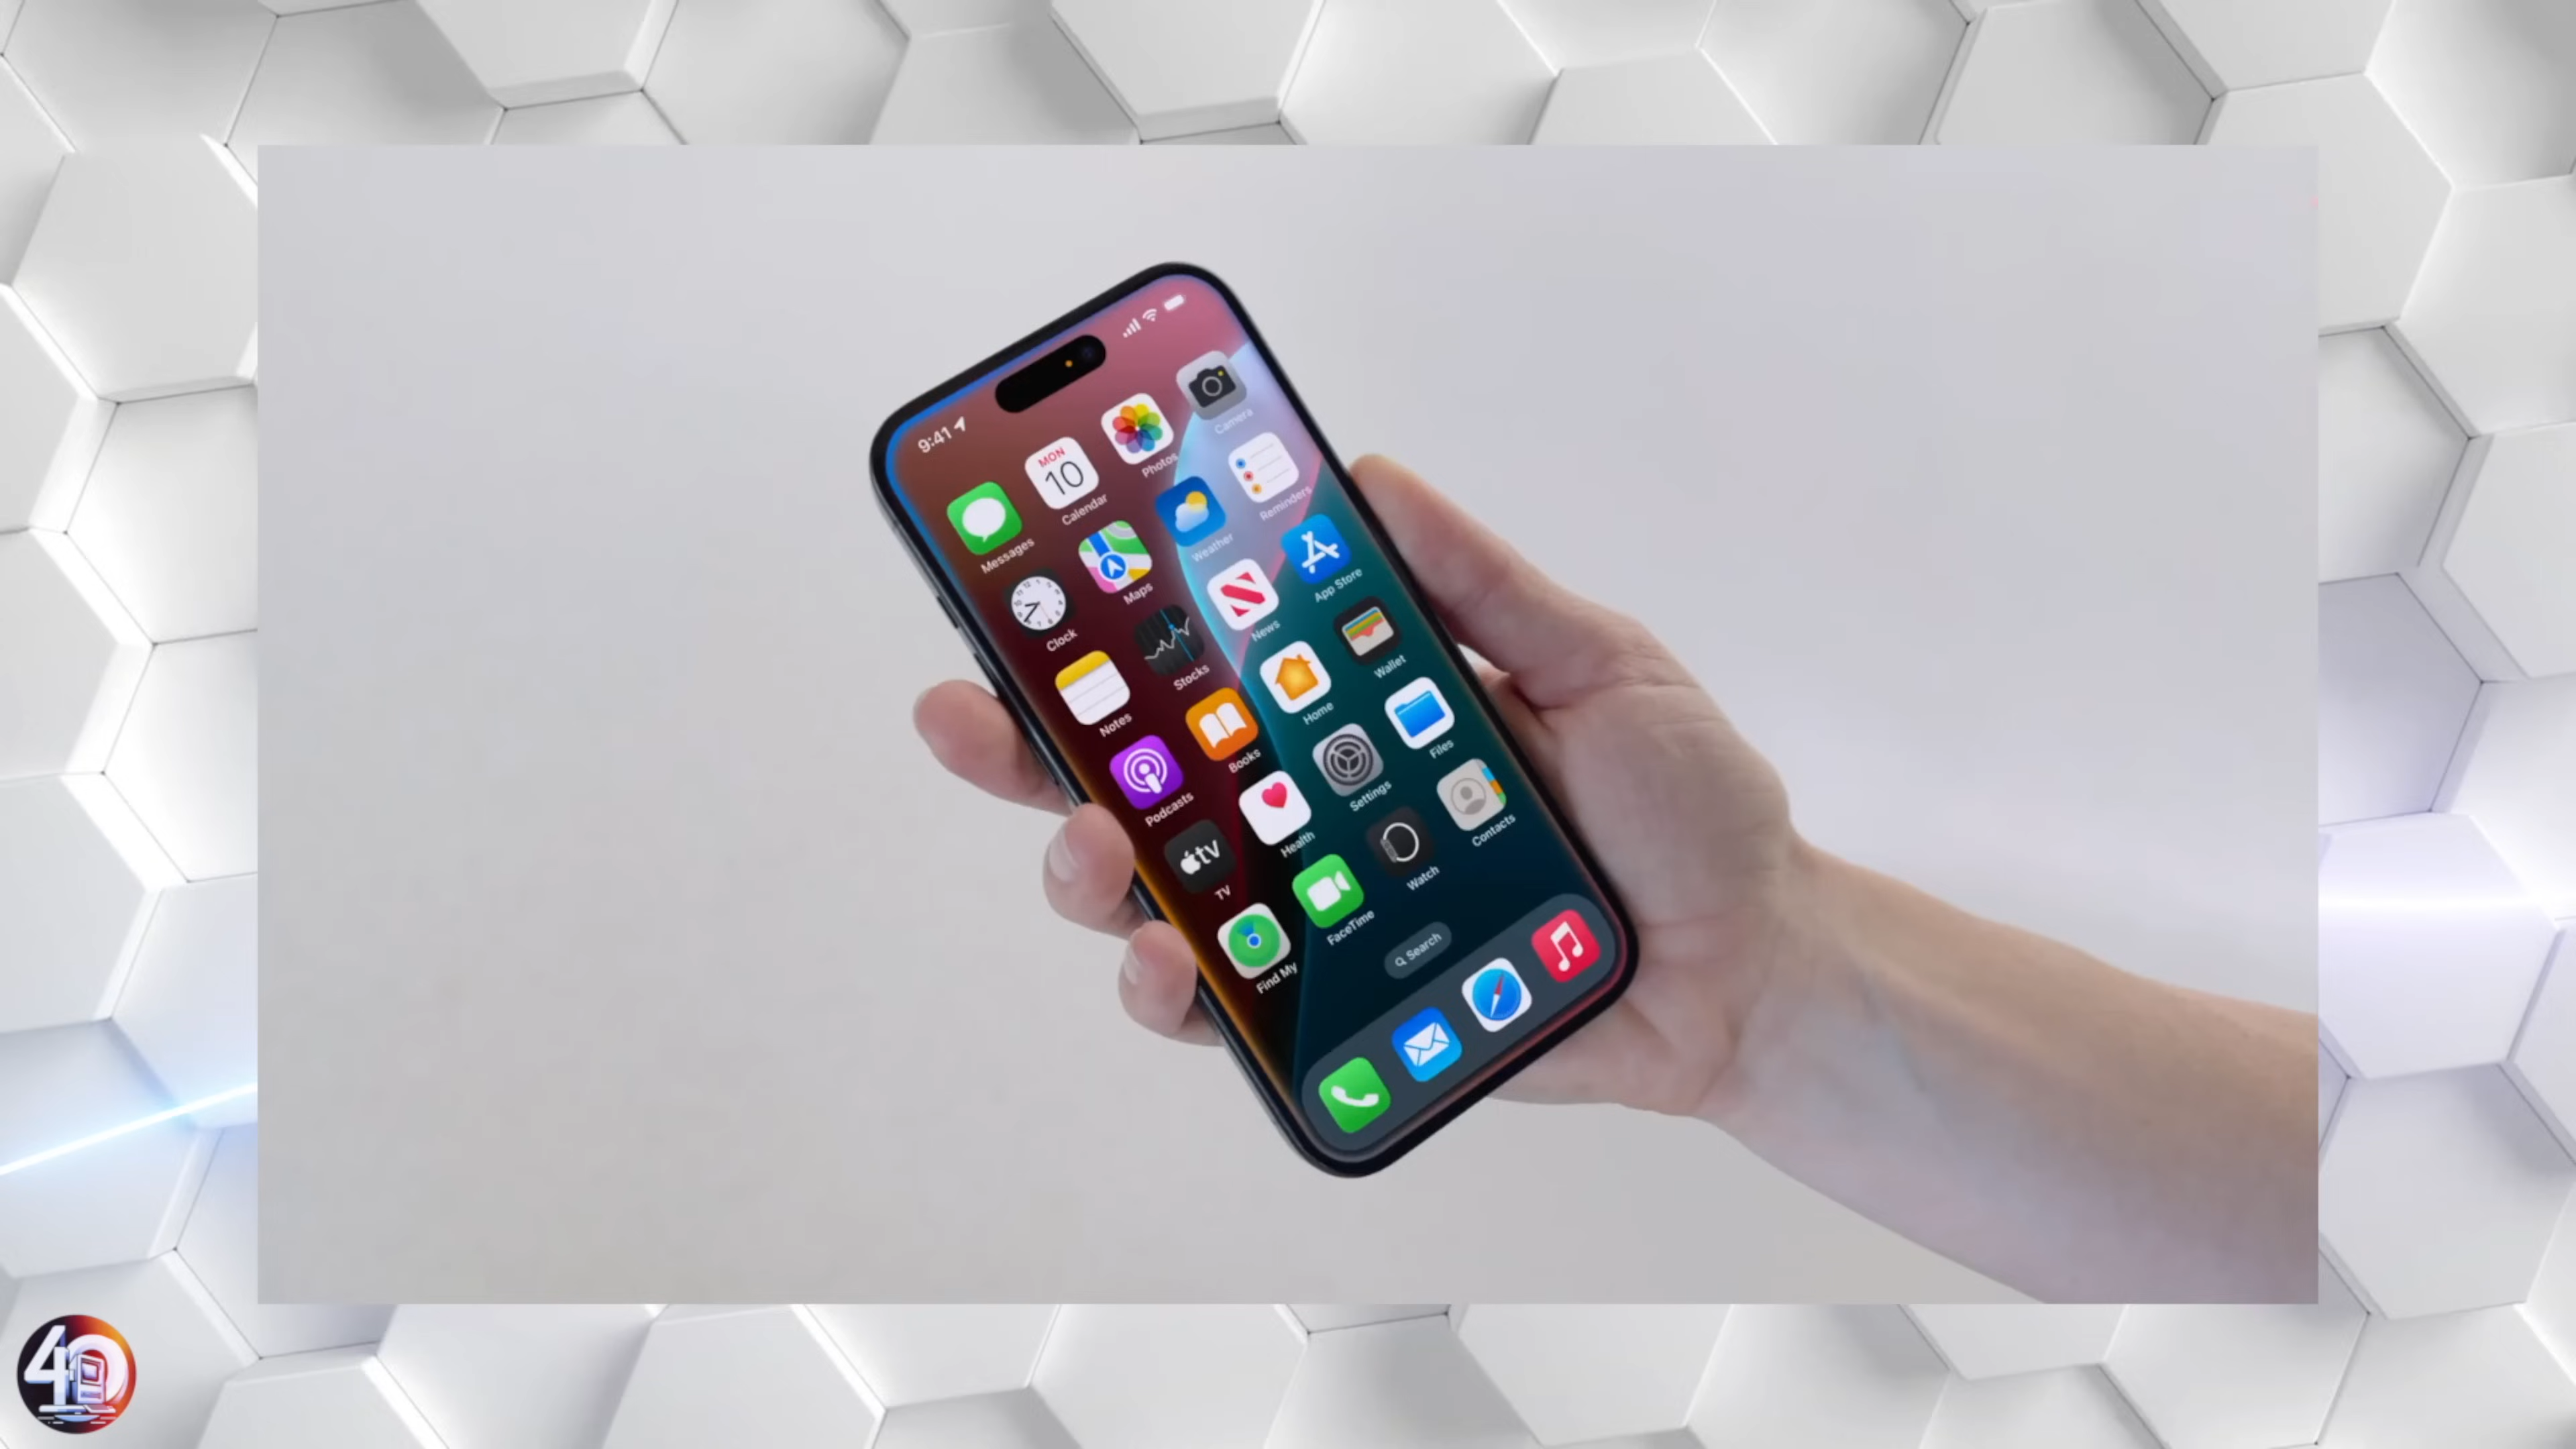 9:41
MON
10
Messages
Calendar
Photos
Camera
Clock
Maps
Weather
Reminders
Notes
Stocks
News
App Store
Podcasts
Books
Home
Wallet
tv
TV
Health
Settings
Files
Find My
FaceTime
Watch
Contacts
Search
40